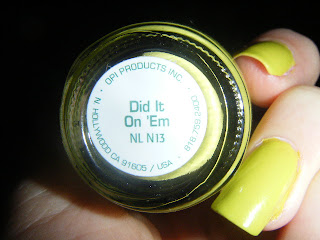 OPI PRODUCTS INC.
Did It
On 'Em
NL N13
N. HOLLYWOOD CA 91605 / USA